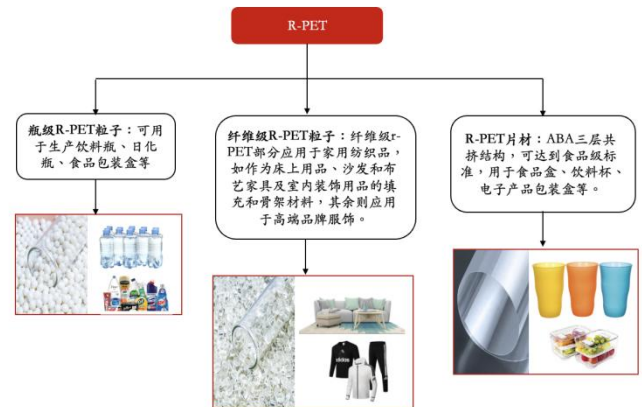 R-PET
瓶级R-PET粒子：可用
于生产饮料瓶、日化
瓶、食品包装盒等
纤维级R-PET粒子：纤维级r-
PET部分应用于家用纺织品，
如作为床上用品、沙发和布
艺家具及室内装饰用品的填
充和骨架材料，其余则应用
于高端品牌服饰。
R-PET片材：ABA三层共
挤结构，可达到食品级标
准，用于食品盒、饮料杯、
电子产品包装盒等。
adidas